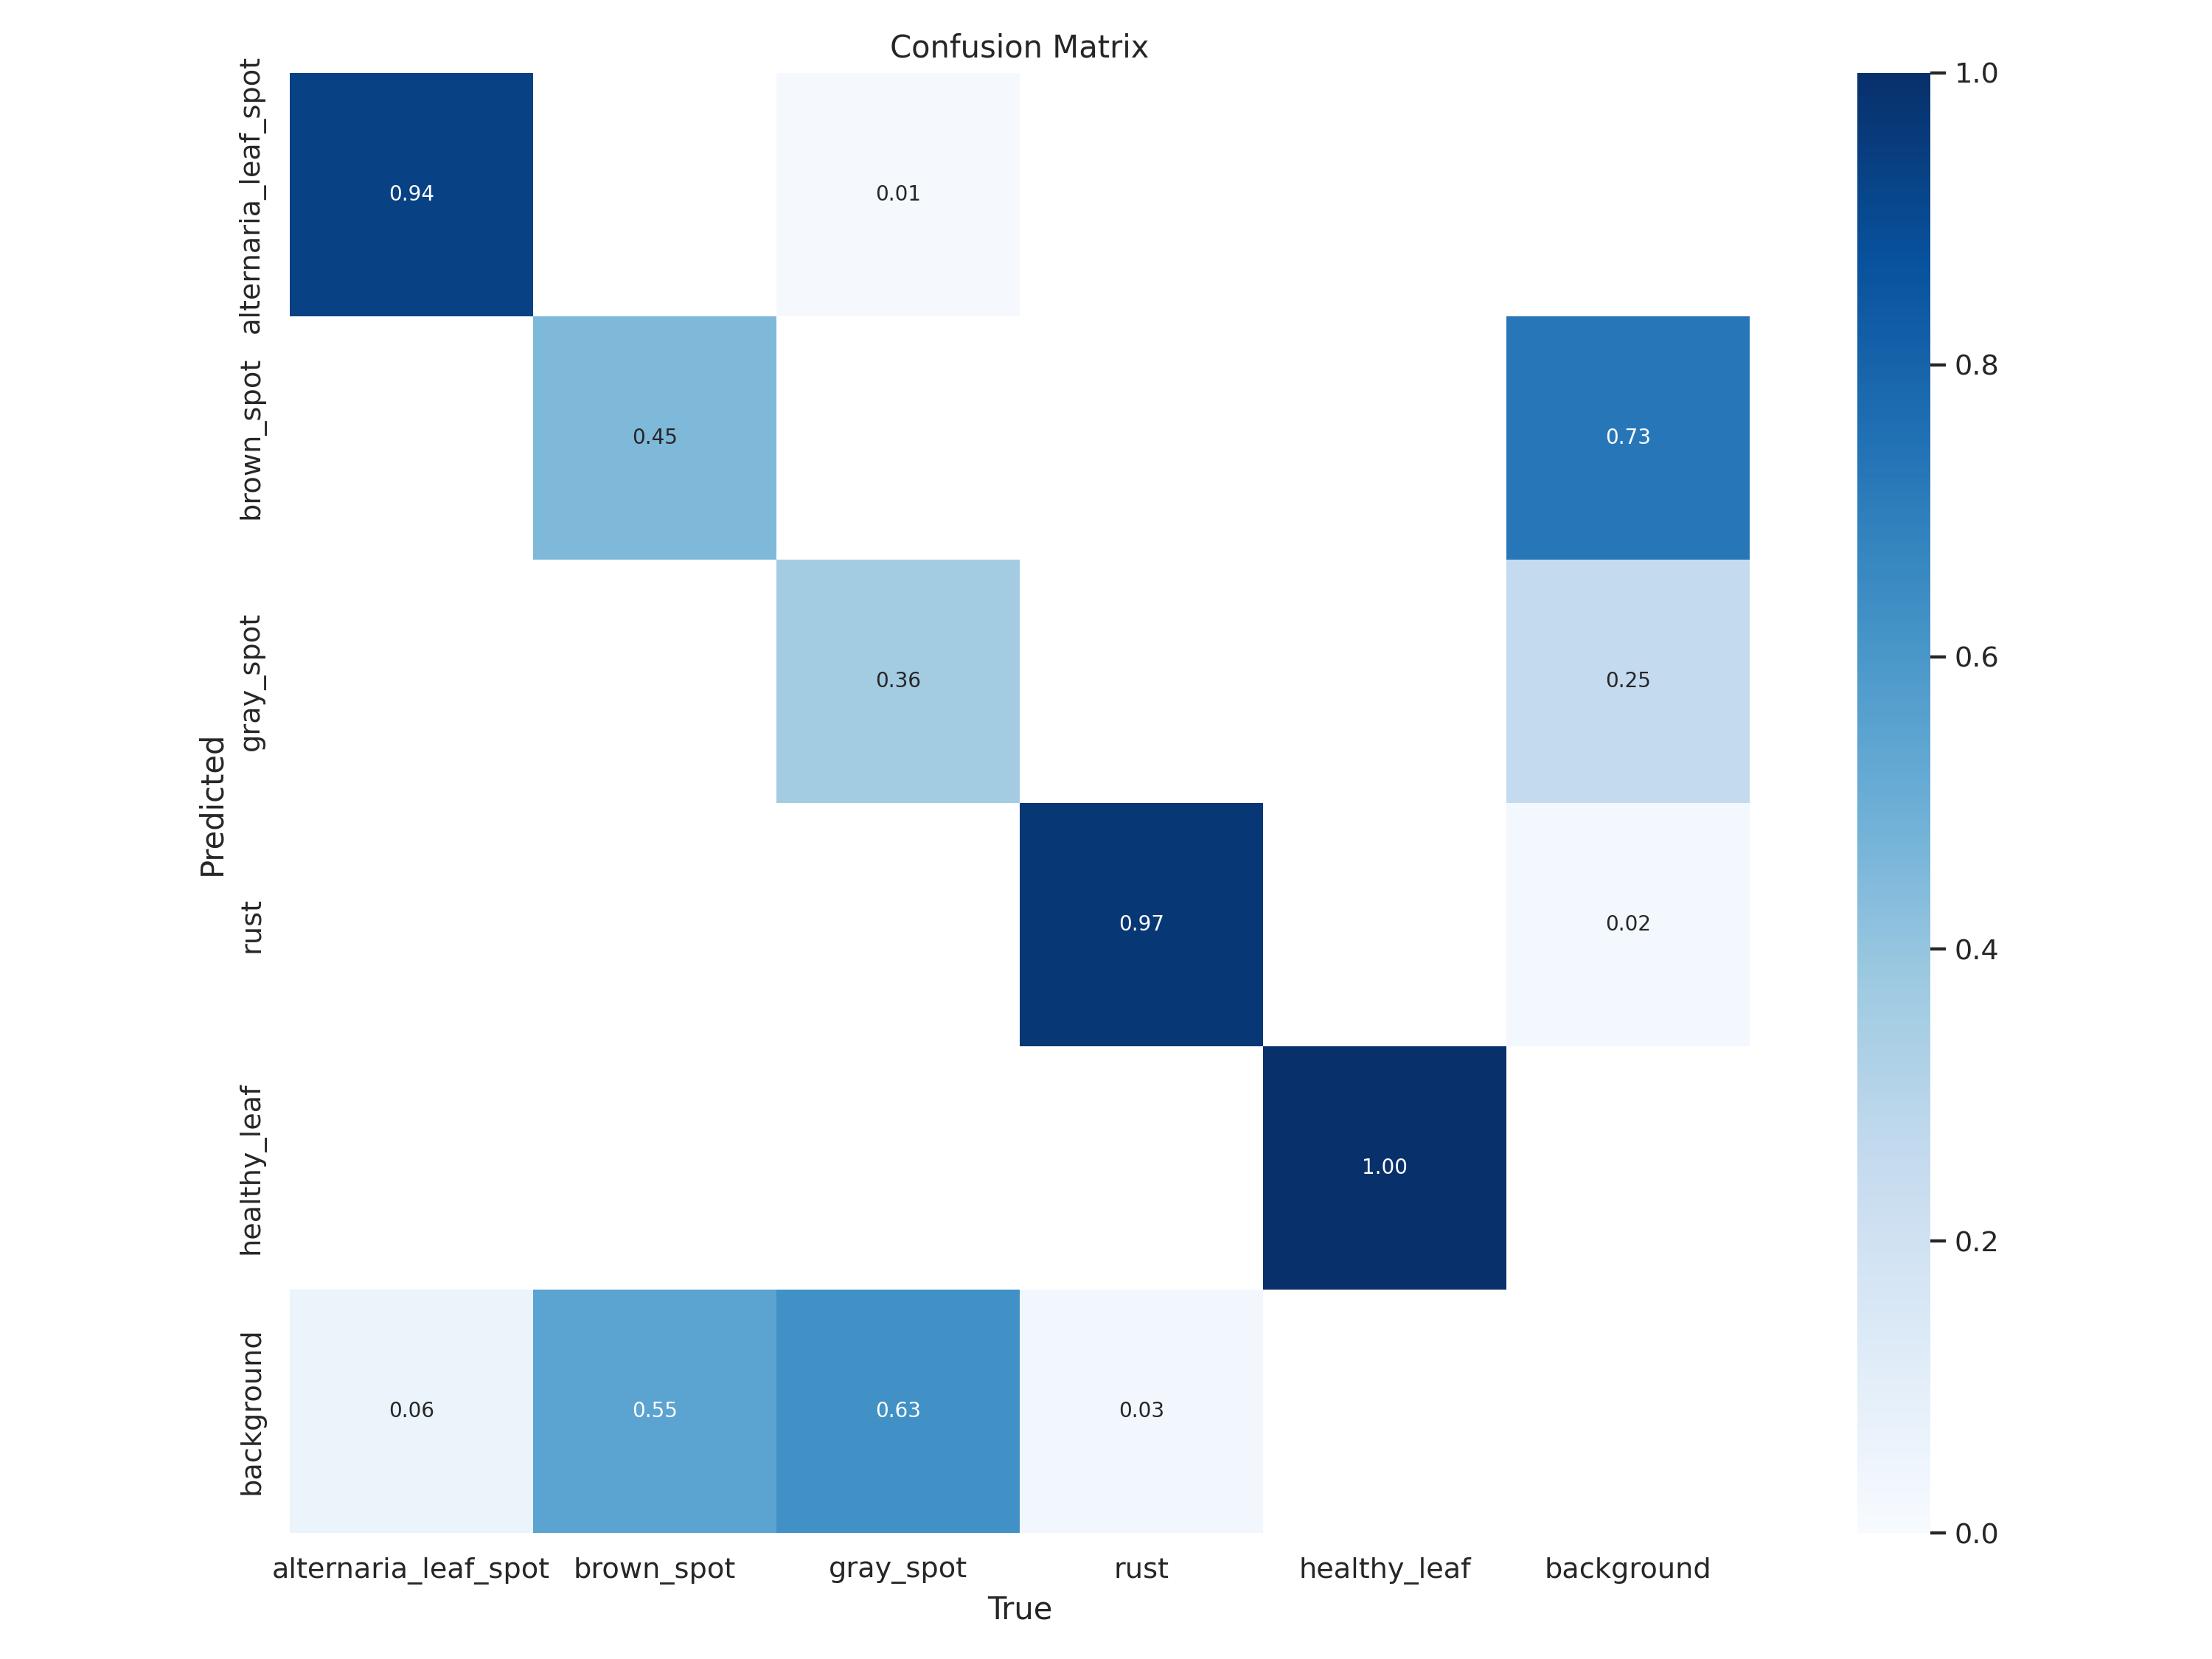 Confusion Matrix
alternaria_leaf_spot
0.94
0.01
brown_spot
0.45
0.73
gray_spot
0.36
0.25
rust
0.97
0.02
healthy_leaf
1.00
background
0.06
0.55
0.63
0.03
Predicted
alternaria_leaf_spot
brown_spot
gray_spot
rust
healthy_leaf
background
True
1.0
0.8
0.6
0.4
0.2
0.0